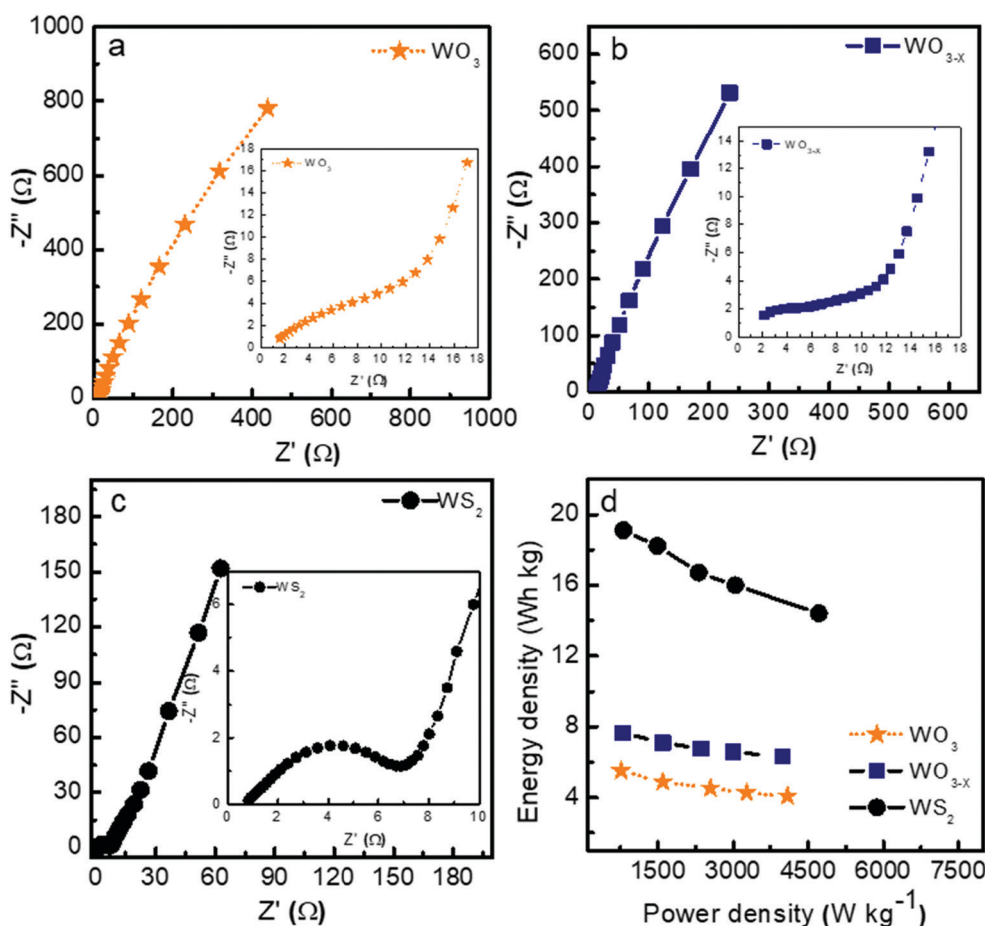 a
WO3
-Z" (Ω)
1000
800
600
400
200
0
0 200 400 600 800 1000
Z' (Ω)
WO3
-Z" (Ω)
18
16
14
12
10
8
6
4
2
0
0 2 4 6 8 10 12 14 16 18
Z' (Ω)
b
WO3-X
-Z" (Ω)
600
500
400
300
200
100
0
0 100 200 300 400 500 600
Z' (Ω)
WO3-X
-Z" (Ω)
14
12
10
8
6
4
2
0
0 2 4 6 8 10 12 14 16 18
Z' (Ω)
c
WS2
-Z" (Ω)
180
150
120
90
60
30
0
0 30 60 90 120 150 180
Z' (Ω)
WS2
-Z" (Ω)
6
4
2
0
0 2 4 6 8 10
Z' (Ω)
d
Energy density (Wh kg)
20
16
12
8
4
WO3
WO3-X
WS2
1500 3000 4500 6000 7500
Power density (W kg-1)